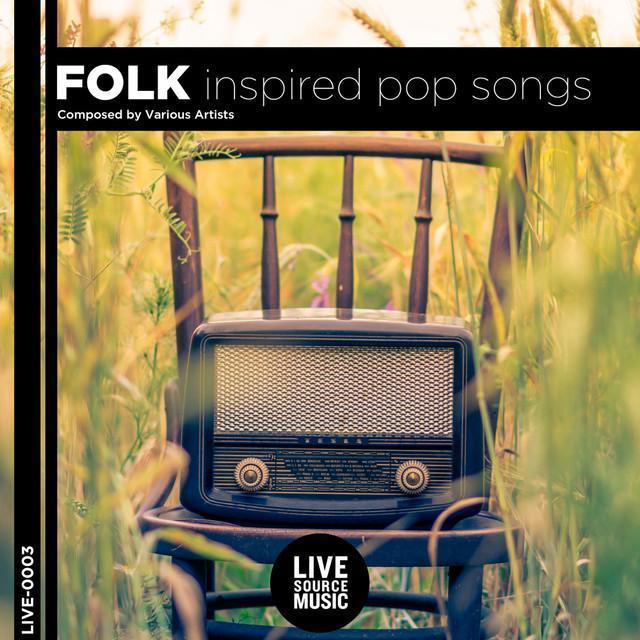 FOLK inspired pop songs
Composed by Various Artists
LIVE
SOURCE
MUSIC
LIVE-0003